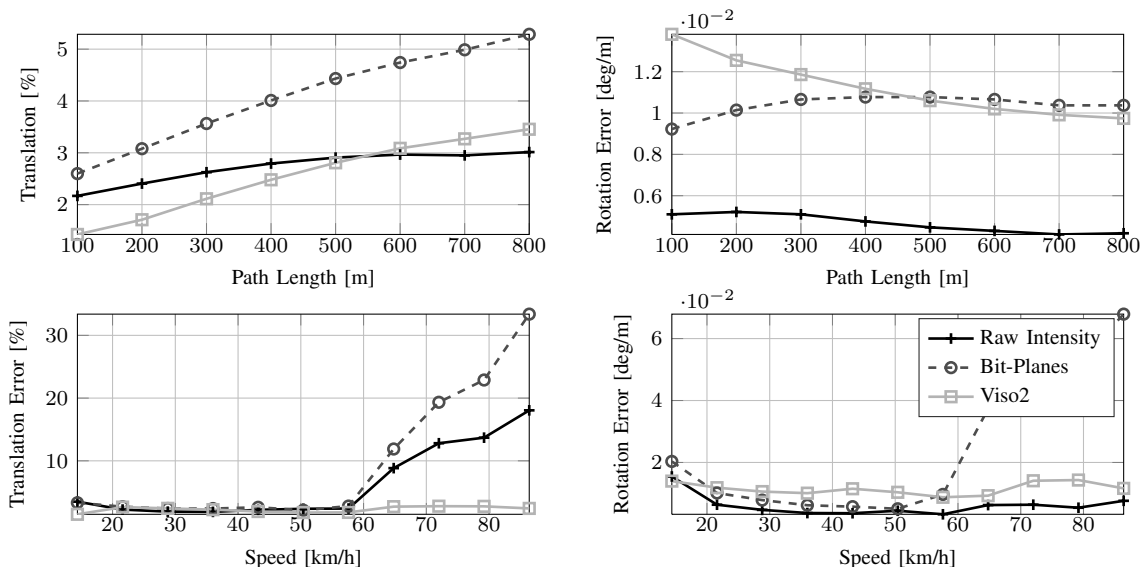 Translation [%]
5
4
3
2
100 200 300 400 500 600 700 800
Path Length [m]
·10−2
Rotation Error [deg/m]
1.2
1
0.8
0.6
100 200 300 400 500 600 700 800
Path Length [m]
Translation Error [%]
30
20
10
20 30 40 50 60 70 80
Speed [km/h]
·10−2
Rotation Error [deg/m]
6
4
2
20 30 40 50 60 70 80
Speed [km/h]
Raw Intensity
Bit-Planes
Viso2